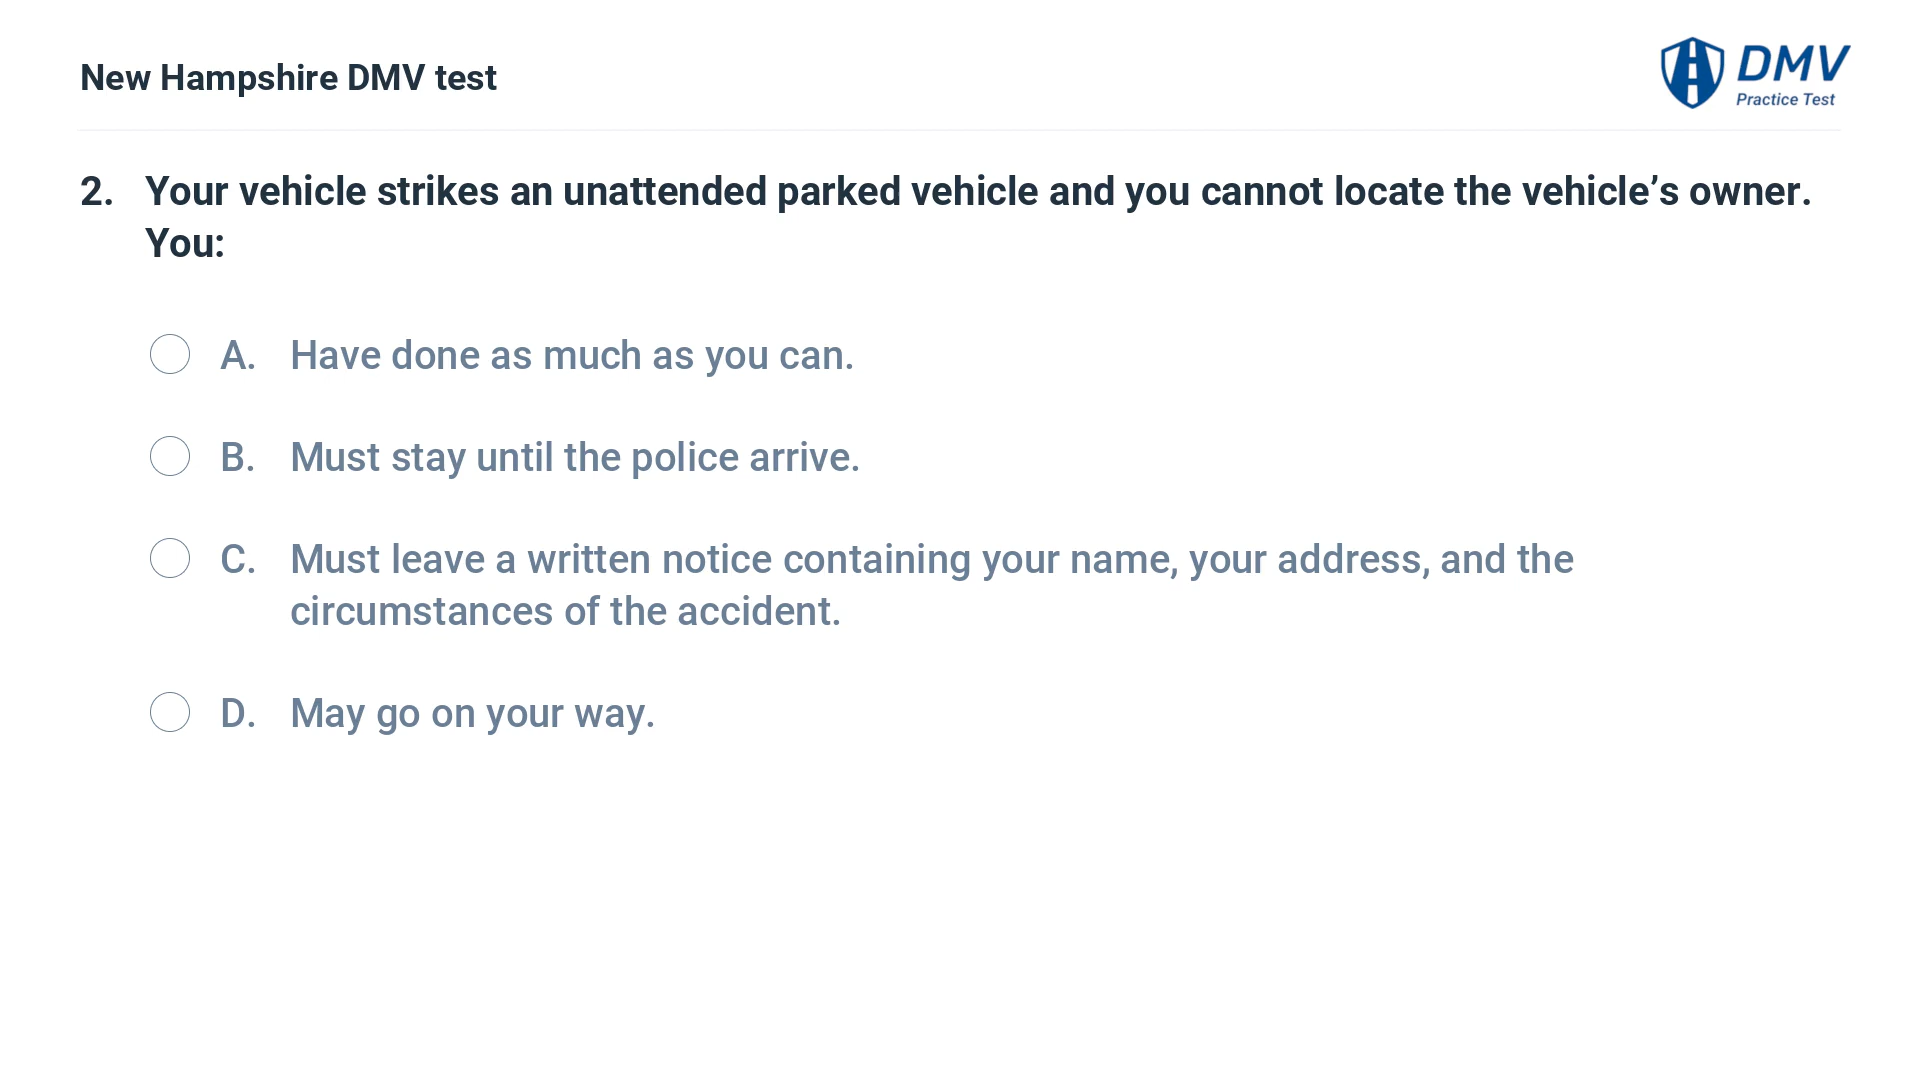 New Hampshire DMV test
DMV
Practice Test
2. Your vehicle strikes an unattended parked vehicle and you cannot locate the vehicle’s owner.
You:
A. Have done as much as you can.
B. Must stay until the police arrive.
C. Must leave a written notice containing your name, your address, and the
circumstances of the accident.
D. May go on your way.